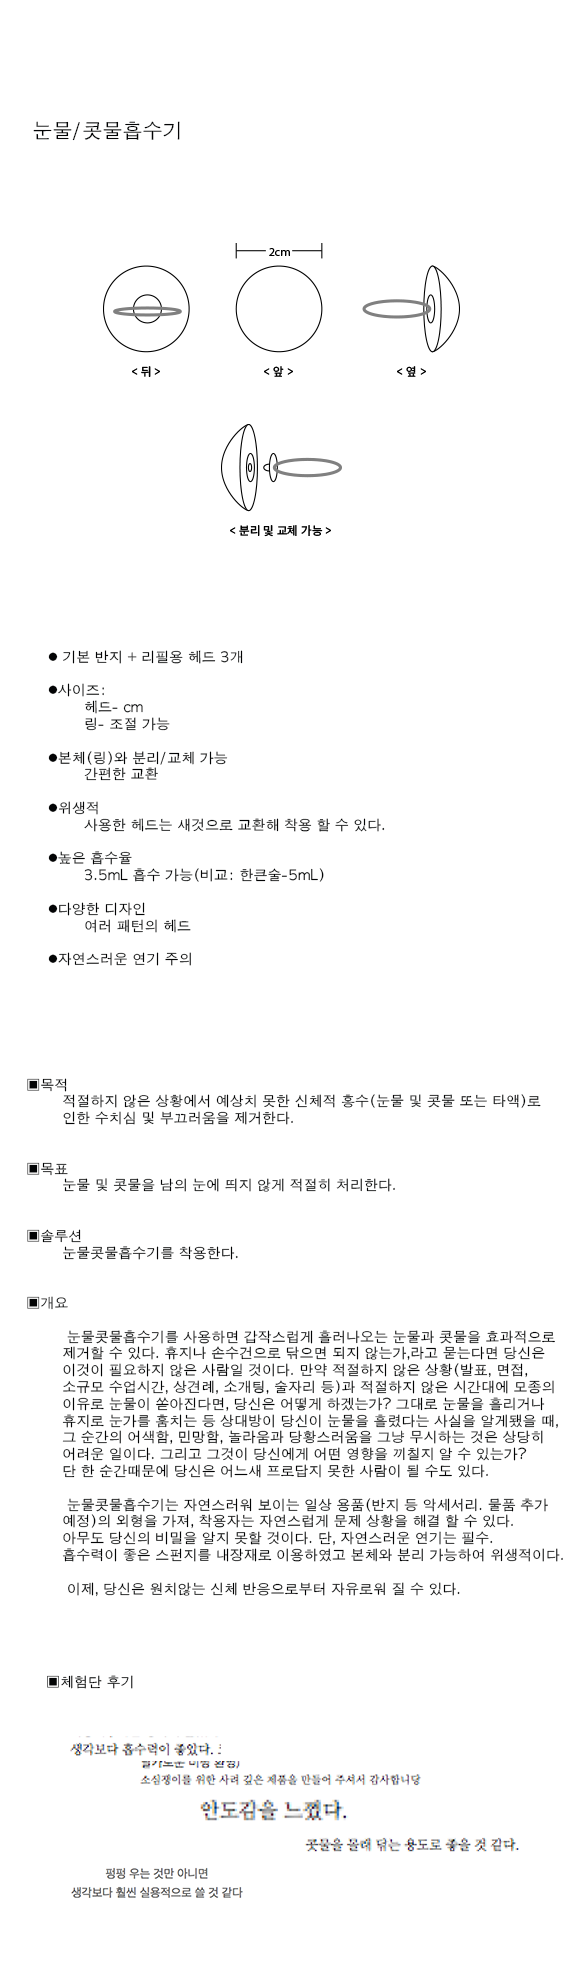 눈물/콧물흡수기
2cm
< 뒤 >
< 앞 >
< 옆 >
< 분리 및 교체 가능 >
● 기본 반지 + 리필용 헤드 3개
●사이즈:
헤드- cm
링- 조절 가능
●본체(링)와 분리/교체 가능
간편한 교환
●위생적
사용한 헤드는 새것으로 교환해 착용 할 수 있다.
●높은 흡수율
3.5mL 흡수 가능(비교: 한큰술-5mL)
●다양한 디자인
여러 패턴의 헤드
●자연스러운 연기 주의
▣목적
적절하지 않은 상황에서 예상치 못한 신체적 홍수(눈물 및 콧물 또는 타액)로
인한 수치심 및 부끄러움을 제거한다.
▣목표
눈물 및 콧물을 남의 눈에 띄지 않게 적절히 처리한다.
▣솔루션
눈물콧물흡수기를 착용한다.
▣개요
눈물콧물흡수기를 사용하면 갑작스럽게 흘러나오는 눈물과 콧물을 효과적으로
제거할 수 있다. 휴지나 손수건으로 닦으면 되지 않는가,라고 묻는다면 당신은
이것이 필요하지 않은 사람일 것이다. 만약 적절하지 않은 상황(발표, 면접,
소규모 수업시간, 상견례, 소개팅, 술자리 등)과 적절하지 않은 시간대에 모종의
이유로 눈물이 쏟아진다면, 당신은 어떻게 하겠는가? 그대로 눈물을 흘리거나
휴지로 눈가를 훔치는 등 상대방이 당신이 눈물을 흘렸다는 사실을 알게됐을 때,
그 순간의 어색함, 민망함, 놀라움과 당황스러움을 그냥 무시하는 것은 상당히
어려운 일이다. 그리고 그것이 당신에게 어떤 영향을 끼칠지 알 수 있는가?
단 한 순간때문에 당신은 어느새 프로답지 못한 사람이 될 수도 있다.
눈물콧물흡수기는 자연스러워 보이는 일상 용품(반지 등 악세서리. 물품 추가
예정)의 외형을 가져, 착용자는 자연스럽게 문제 상황을 해결 할 수 있다.
아무도 당신의 비밀을 알지 못할 것이다. 단, 자연스러운 연기는 필수.
흡수력이 좋은 스펀지를 내장재로 이용하였고 본체와 분리 가능하여 위생적이다.
이제, 당신은 원치않는 신체 반응으로부터 자유로워 질 수 있다.
▣체험단 후기
생각보다 흡수력이 좋았다.
소심쟁이를 위한 사려 깊은 제품을 만들어 주셔서 감사합니당
안도감을 느꼈다.
콧물을 몰래 닦는 용도로 좋을 것 같다.
펑펑 우는 것만 아니면
생각보다 훨씬 실용적으로 쓸 것 같다